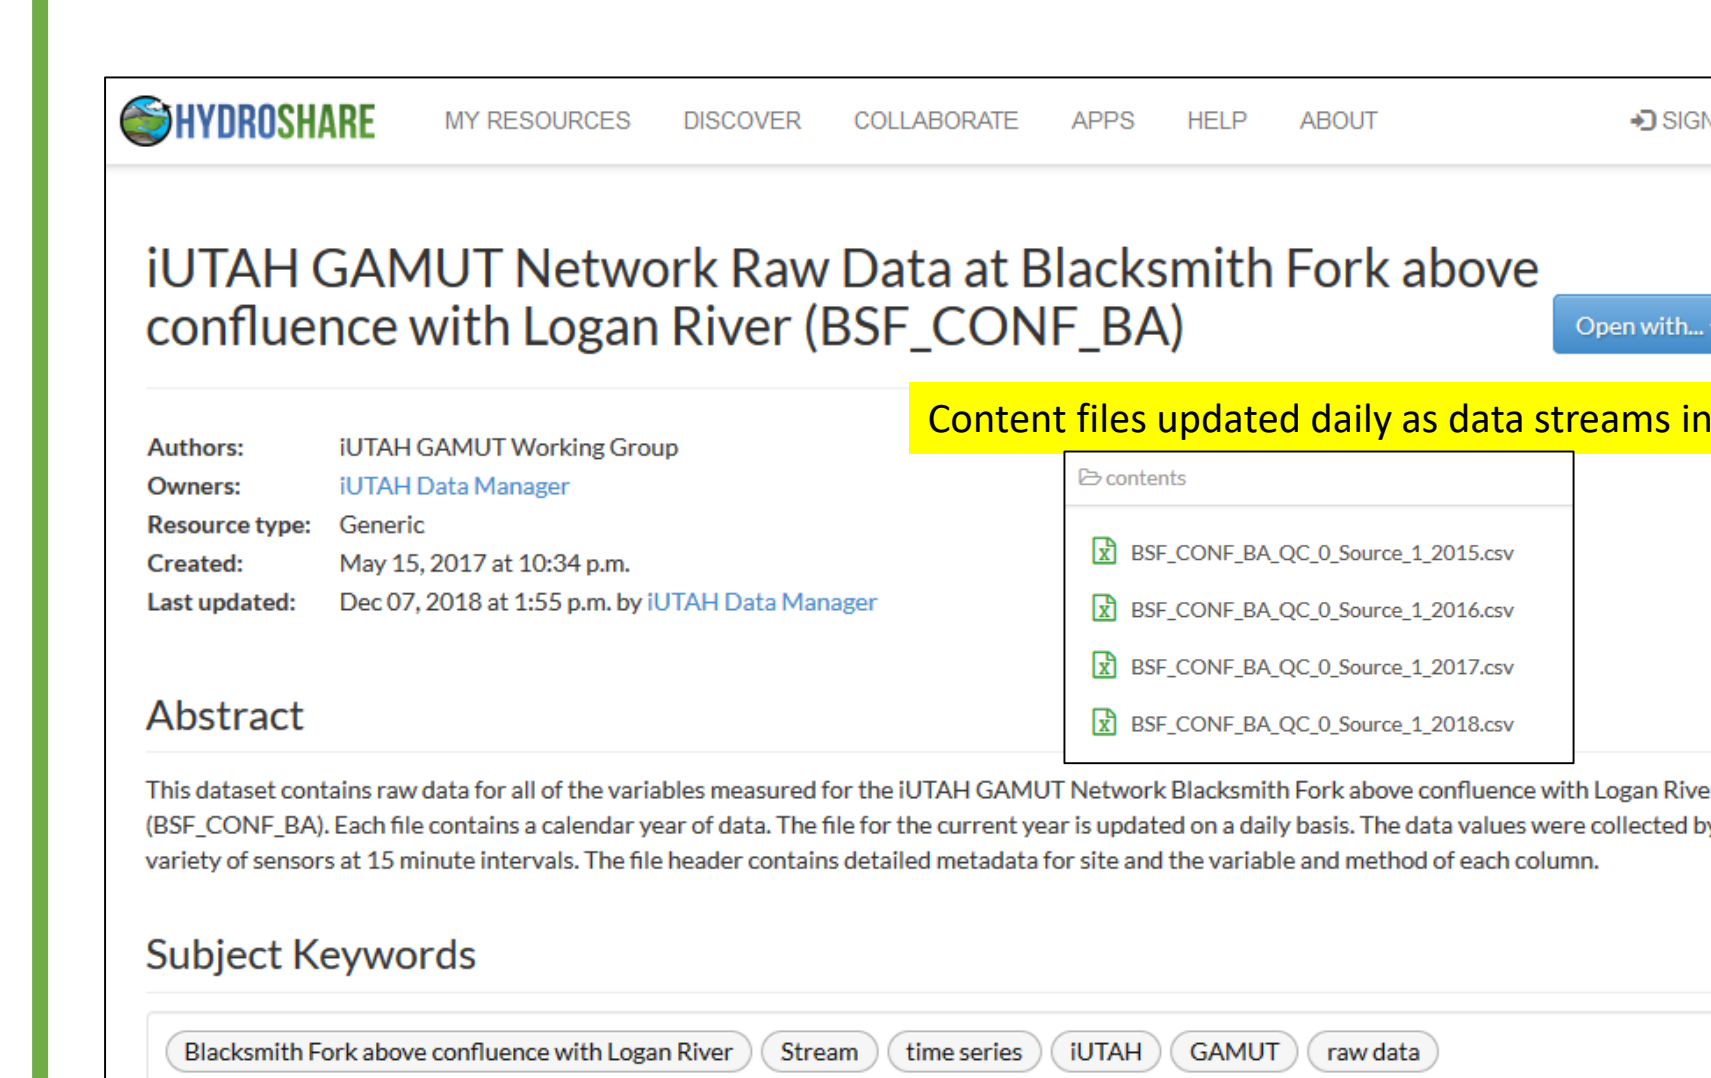 HYDROSHARE MY RESOURCES DISCOVER COLLABORATE APPS HELP ABOUT SIGN
iUTAH GAMUT Network Raw Data at Blacksmith Fork above
confluence with Logan River (BSF_CONF_BA)
Open with...
Content files updated daily as data streams in
Authors: iUTAH GAMUT Working Group
Owners: iUTAH Data Manager
Resource type: Generic
Created: May 15, 2017 at 10:34 p.m.
Last updated: Dec 07, 2018 at 1:55 p.m. by iUTAH Data Manager
contents
BSF_CONF_BA_QC_0_Source_1_2015.csv
BSF_CONF_BA_QC_0_Source_1_2016.csv
BSF_CONF_BA_QC_0_Source_1_2017.csv
BSF_CONF_BA_QC_0_Source_1_2018.csv
Abstract
This dataset contains raw data for all of the variables measured for the iUTAH GAMUT Network Blacksmith Fork above confluence with Logan Rive
(BSF_CONF_BA). Each file contains a calendar year of data. The file for the current year is updated on a daily basis. The data values were collected by
variety of sensors at 15 minute intervals. The file header contains detailed metadata for site and the variable and method of each column.
Subject Keywords
Blacksmith Fork above confluence with Logan River Stream time series iUTAH GAMUT raw data